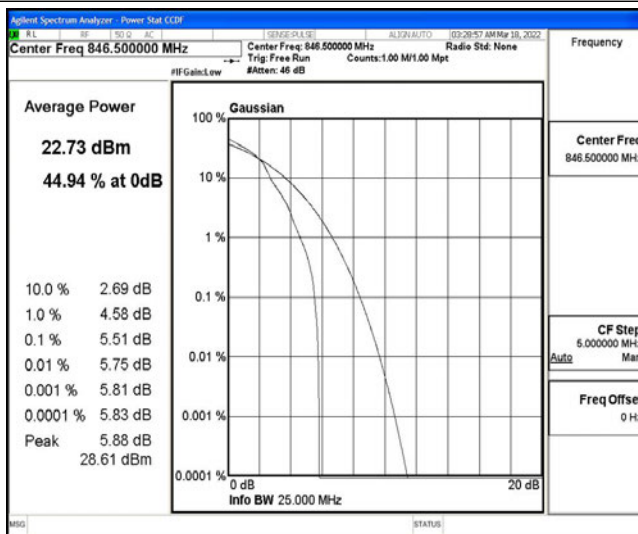 Agilent Spectrum Analyzer - Power Stat CCDF
RL RF 50 Ω AC SENSE:PULSE ALIGN AUTO 03:28:57 AM Mar 18, 2022
Center Freq 846.500000 MHz
Center Freq: 846.500000 MHz Radio Std: None
Trig: Free Run Counts:1.00 M/1.00 Mpt
#IFGain:Low #Atten: 46 dB
Frequency
Average Power
22.73 dBm
44.94 % at 0dB
10.0 % 2.69 dB
1.0 % 4.58 dB
0.1 % 5.51 dB
0.01 % 5.75 dB
0.001 % 5.81 dB
0.0001 % 5.83 dB
Peak 5.88 dB
28.61 dBm
Gaussian
100 %
10 %
1 %
0.1 %
0.01 %
0.001 %
0.0001 %
0 dB 20 dB
Info BW 25.000 MHz
Center Freq
846.500000 MHz
CF Step
5.000000 MHz
Auto Man
Freq Offset
0 Hz
MSG STATUS